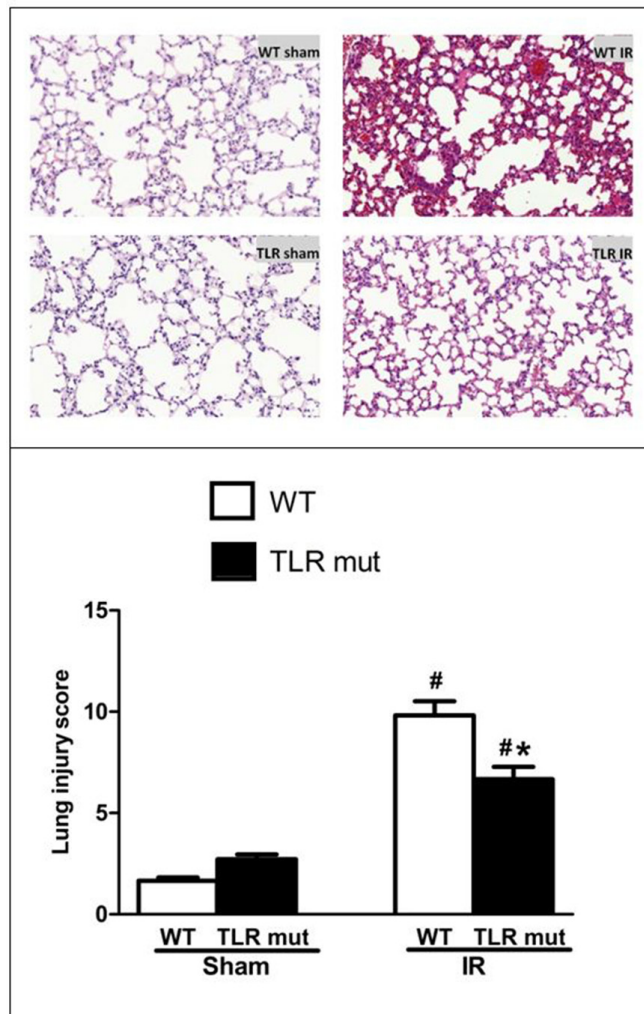 WT sham
WT IR
TLR sham
TLR IR
WT
TLR mut
15
10
5
0
Lung injury score
#
#*
WT TLR mut
Sham
WT TLR mut
IR